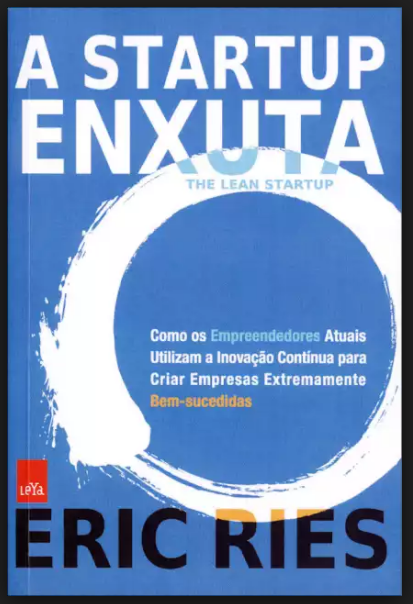 A STARTUP
ENXUTA
THE LEAN STARTUP
Como os Empreendedores Atuais
Utilizam a Inovação Contínua para
Criar Empresas Extremamente
Bem-sucedidas
LeYa
ERIC RIES